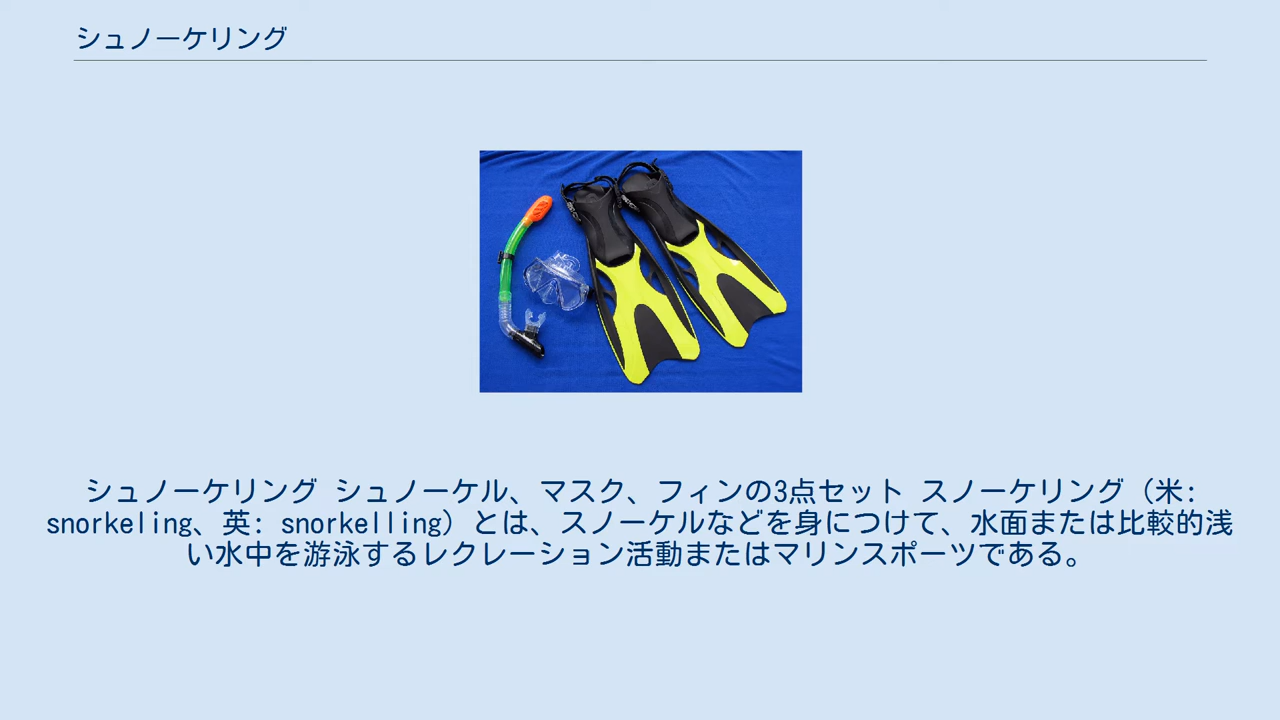 シュノーケリング
シュノーケリング シュノーケル、マスク、フィンの3点セット スノーケリング（米:
snorkeling、英: snorkelling）とは、スノーケルなどを身につけて、水面または比較的浅
い水中を游泳するレクレーション活動またはマリンスポーツである。